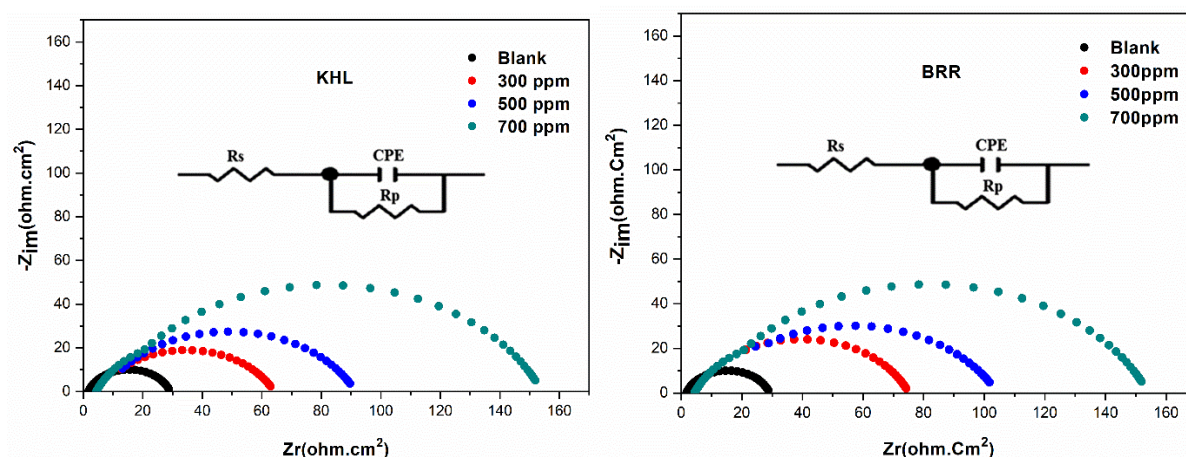 KHL
Blank
300 ppm
500 ppm
700 ppm
Rs
CPE
Rp
-Zim(ohm.cm²)
160
140
120
100
80
60
40
20
0
0 20 40 60 80 100 120 140 160
Zr(ohm.cm²)
BRR
Blank
300ppm
500ppm
700ppm
Rs
CPE
Rp
-Zim(ohm.Cm²)
160
140
120
100
80
60
40
20
0
0 20 40 60 80 100 120 140 160
Zr(ohm.Cm²)